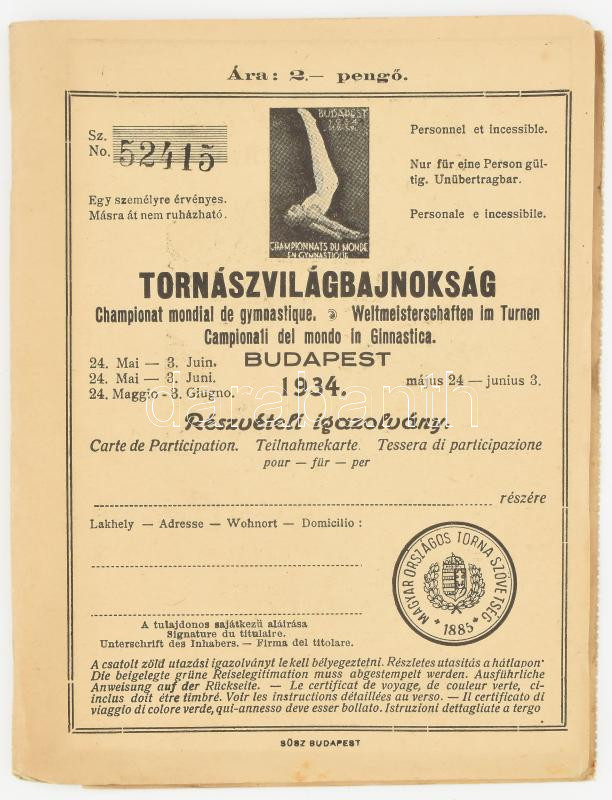 Ára: 2.— pengő.
Sz.
No. 52415
Egy személyre érvényes.
Másra át nem ruházható.
BUDAPEST
1934
CHAMPIONNATS DU MONDE
EN GYMNASTIQUE
Personnel et incessible.
Nur für eine Person gül-
tig. Unübertragbar.
Personale e incessibile.
TORNÁSZVILÁGBAJNOKSÁG
Championat mondial de gymnastique. Weltmeisterschaften im Turnen
Campionati del mondo in Ginnastica.
24. Mai — 3. Juin.
24. Mai — 3. Juni.
24. Maggio - 3. Giugno.
BUDAPEST
1934.
május 24 — junius 3.
darabanth
Részvételi igazolvány.
Carte de Participation. Teilnahmekarte. Tessera di participazione
pour — für — per
részére
Lakhely — Adresse — Wohnort — Domicilio :
MAGYAR ORSZÁGOS TORNA SZÖVETSÉG
* 1885 *
A tulajdonos sajátkezű aláírása
Signature du titulaire.
Unterschrift des Inhabers. — Firma del titolare.
A csatolt zöld utazási igazolványt le kell bélyegeztetni. Részletes utasitás a hátlapon·
Die beigelegte grüne Reiselegitimation muss abgestempelt werden. Ausführliche
Anweisung auf der Rückseite. — Le certificat de voyage, de couleur verte, ci-
inclus doit être timbré. Voir les instructions détaillées au verso. — Il certificato di
viaggio di colore verde, qui-annesso deve esser bollato. Istruzioni dettagliate a tergo
SÜSZ BUDAPEST